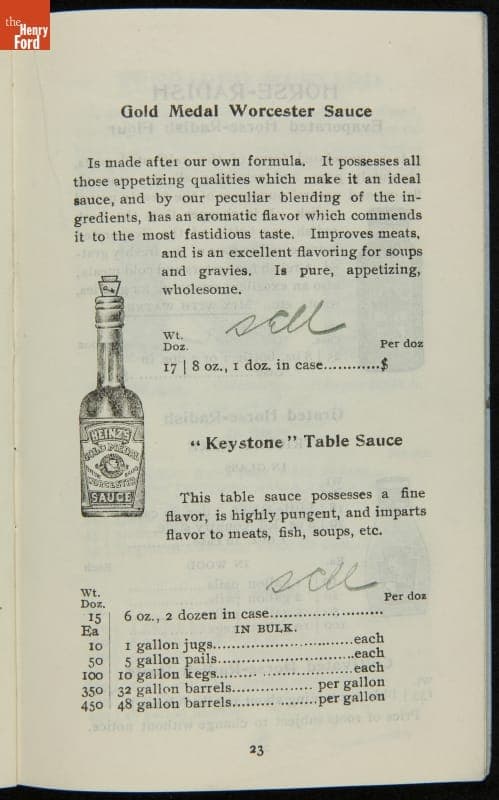 the
Henry
Ford
Gold Medal Worcester Sauce
Is made after our own formula. It possesses all
those appetizing qualities which make it an ideal
sauce, and by our peculiar blending of the in-
gredients, has an aromatic flavor which commends
it to the most fastidious taste. Improves meats,
and is an excellent flavoring for soups
and gravies. Is pure, appetizing,
wholesome.
sell
Wt.
Doz. Per doz
17 | 8 oz., 1 doz. in case............$
HEINZ'S
GOLD MEDAL
WORCESTER
SAUCE
"Keystone" Table Sauce
This table sauce possesses a fine
flavor, is highly pungent, and imparts
flavor to meats, fish, soups, etc.
sell
Wt.
Doz. Per doz
15 | 6 oz., 2 dozen in case........................
Ea IN BULK.
10 | 1 gallon jugs..............................each
50 | 5 gallon pails..............................each
100 | 10 gallon kegs..............................each
350 | 32 gallon barrels.................. per gallon
450 | 48 gallon barrels..................per gallon
23